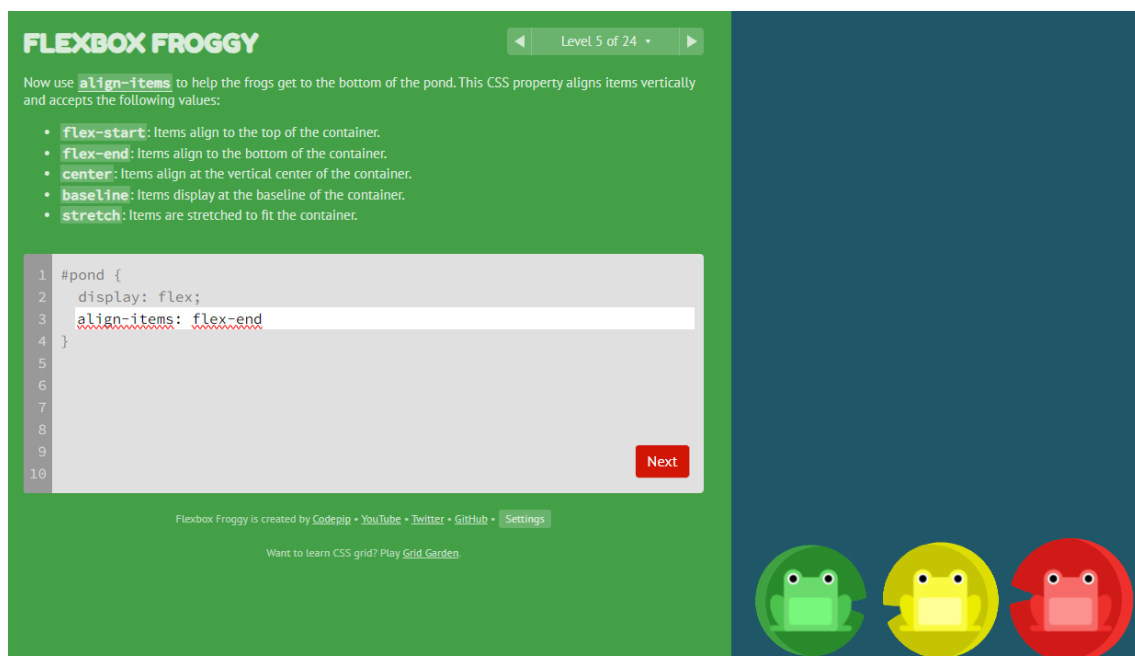 FLEXBOX FROGGY
Level 5 of 24
Now use align-items to help the frogs get to the bottom of the pond. This CSS property aligns items vertically
and accepts the following values:
• flex-start: Items align to the top of the container.
• flex-end: Items align to the bottom of the container.
• center: Items align at the vertical center of the container.
• baseline: Items display at the baseline of the container.
• stretch: Items are stretched to fit the container.
1 #pond {
2 display: flex;
3 align-items: flex-end
4 }
5
6
7
8
9
10
Next
Flexbox Froggy is created by Codepip • YouTube • Twitter • GitHub • Settings
Want to learn CSS grid? Play Grid Garden.